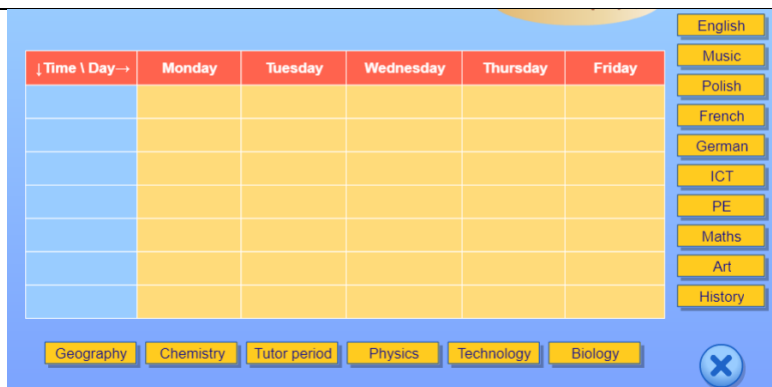 English
Music
↓Time \ Day→ Monday Tuesday Wednesday Thursday Friday
Polish
French
German
ICT
PE
Maths
Art
History
Geography Chemistry Tutor period Physics Technology Biology